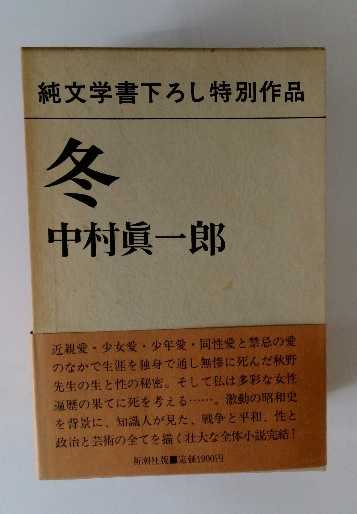 純文学書下ろし特別作品
冬
中村眞一郎
近親愛・少女愛・少年愛・同性愛と禁忌の愛
のなかで生涯を独身で通し無惨に死んだ秋野
先生の生と性の秘密。そして私は多彩な女性
遍歴の果てに死を考える……。激動の昭和史
を背景に、知識人が見た、戦争と平和、性と
政治と芸術の全てを描く壮大な全体小説完結！
新潮社版■定価1900円